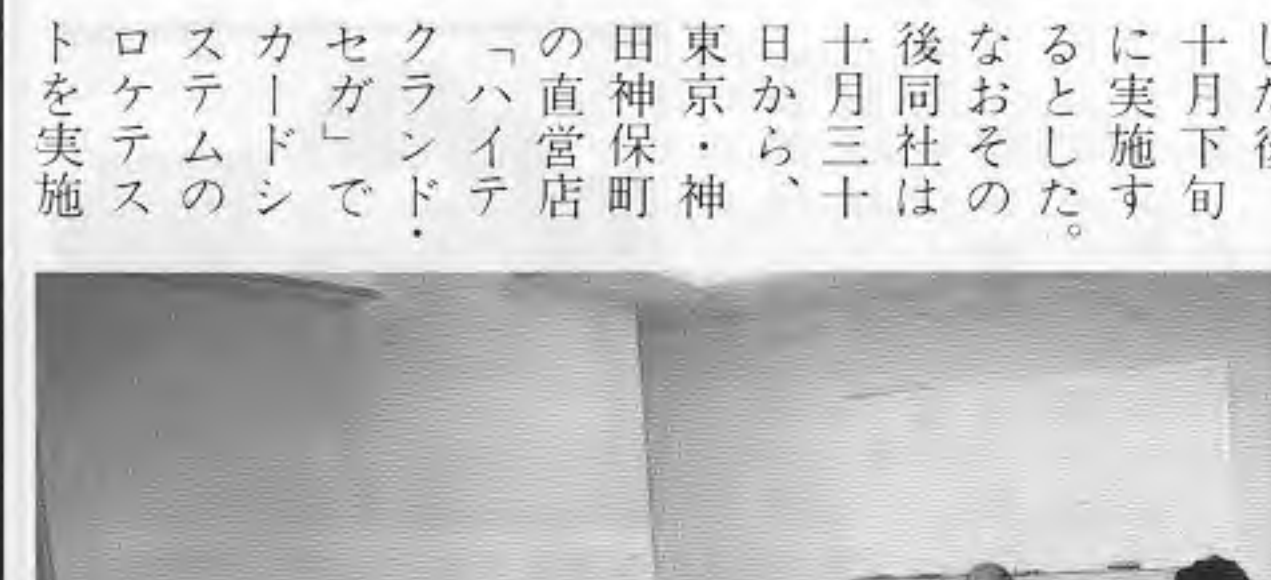 した後
十月下旬
に実施す
るとした。
なおその
後同社は
十月三十
日から、
東京・神
田神保町
の直営店
「ハイテ
クランド・
セガ」で
カードシ
ステムの
ロケテス
トを実施